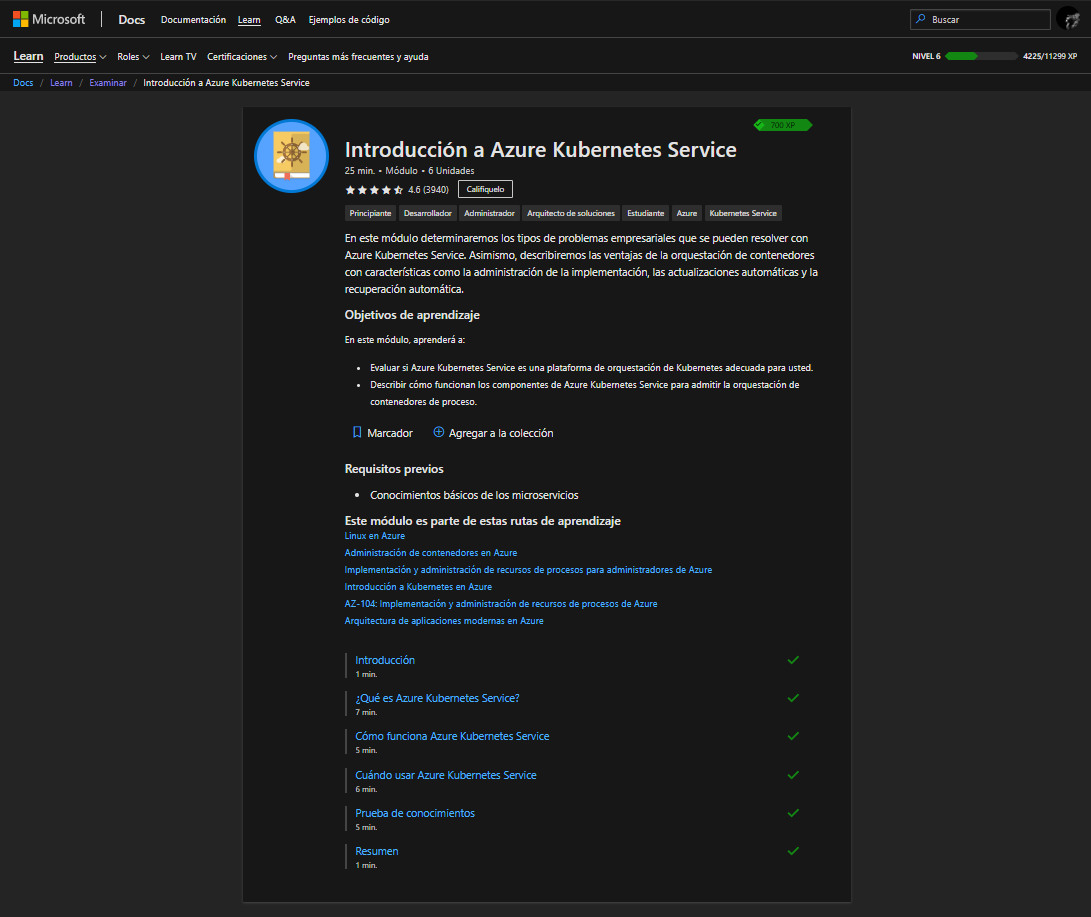 Microsoft
Docs
Documentación
Learn
Q&A
Ejemplos de código
Buscar
Learn
Productos
Roles
Learn TV
Certificaciones
Preguntas más frecuentes y ayuda
NIVEL 6
4225/11299 XP
Docs / Learn / Examinar / Introducción a Azure Kubernetes Service
700 XP
Introducción a Azure Kubernetes Service
25 min. • Módulo • 6 Unidades
4.6 (3940)
Califíquelo
Principiante
Desarrollador
Administrador
Arquitecto de soluciones
Estudiante
Azure
Kubernetes Service
En este módulo determinaremos los tipos de problemas empresariales que se pueden resolver con
Azure Kubernetes Service. Asimismo, describiremos las ventajas de la orquestación de contenedores
con características como la administración de la implementación, las actualizaciones automáticas y la
recuperación automática.
Objetivos de aprendizaje
En este módulo, aprenderá a:
• Evaluar si Azure Kubernetes Service es una plataforma de orquestación de Kubernetes adecuada para usted.
• Describir cómo funcionan los componentes de Azure Kubernetes Service para admitir la orquestación de
contenedores de proceso.
Marcador
Agregar a la colección
Requisitos previos
• Conocimientos básicos de los microservicios
Este módulo es parte de estas rutas de aprendizaje
Linux en Azure
Administración de contenedores en Azure
Implementación y administración de recursos de procesos para administradores de Azure
Introducción a Kubernetes en Azure
AZ-104: Implementación y administración de recursos de procesos de Azure
Arquitectura de aplicaciones modernas en Azure
Introducción
1 min.
¿Qué es Azure Kubernetes Service?
7 min.
Cómo funciona Azure Kubernetes Service
5 min.
Cuándo usar Azure Kubernetes Service
6 min.
Prueba de conocimientos
5 min.
Resumen
1 min.